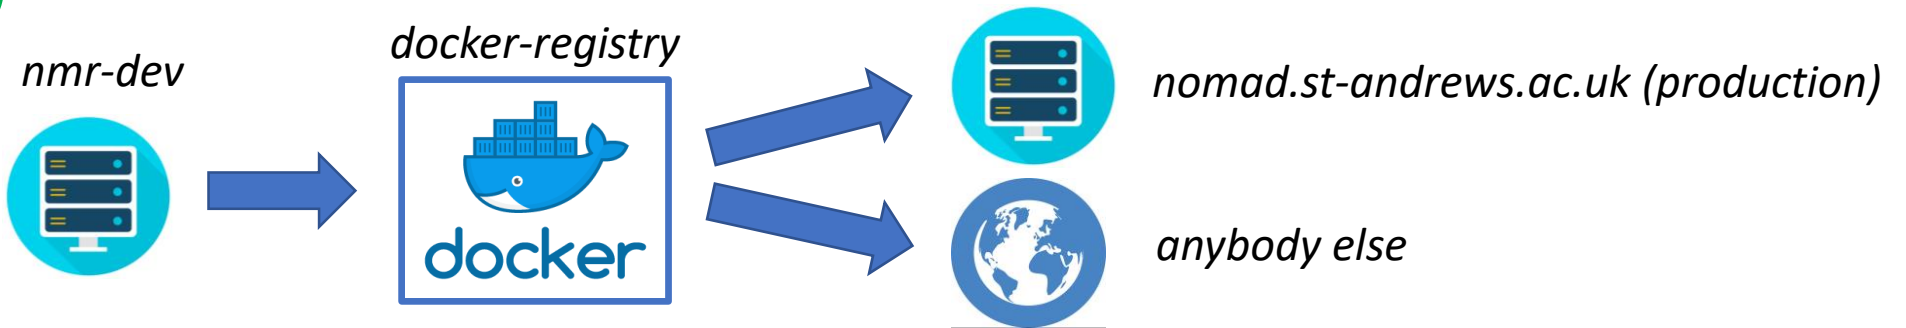 nmr-dev
docker-registry
docker
nomad.st-andrews.ac.uk (production)
anybody else